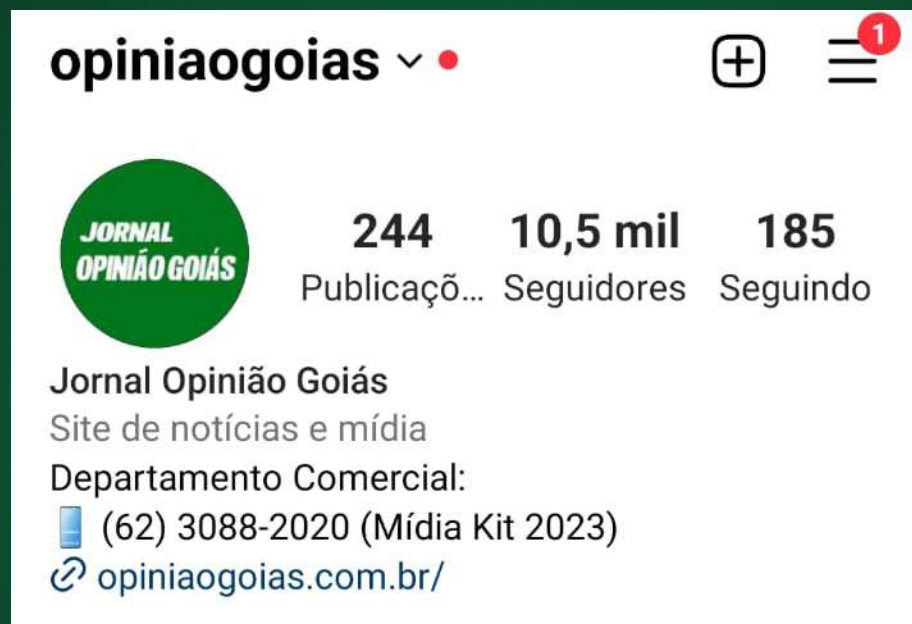 opiniaogoias
1
JORNAL
OPINIÃO GOIÁS
244 10,5 mil 185
Publicaçõ... Seguidores Seguindo
Jornal Opinião Goiás
Site de notícias e mídia
Departamento Comercial:
(62) 3088-2020 (Mídia Kit 2023)
opiniaogoias.com.br/